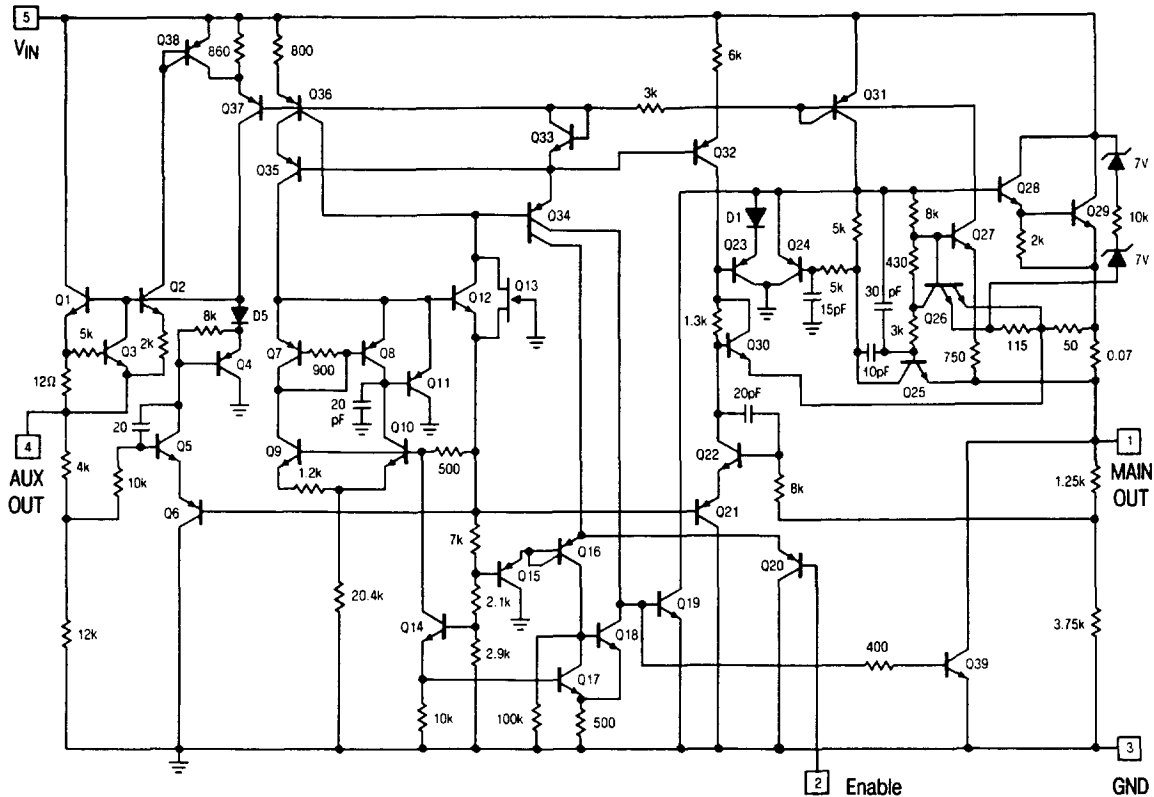 5
VIN
Q38
860
800
Q37
Q36
Q35
Q33
3k
6k
Q32
Q31
Q34
Q28
Q29
7V
10k
7V
2k
8k
Q27
430
D1
Q23
Q24
5k
5k
15pF
30
pF
3k
Q26
115
50
0.07
750
10pF
Q25
1.3k
Q30
20pF
Q22
8k
Q21
Q1
Q2
5k
Q3
2k
8k
D5
Q4
12Ω
4
AUX
OUT
20
Q5
4k
10k
Q6
12k
Q7
900
Q8
Q12
Q13
Q11
20
pF
Q9
Q10
500
1.2k
20.4k
7k
Q15
Q16
2.1k
Q14
2.9k
10k
100k
Q17
500
Q18
Q19
Q20
400
Q39
1
MAIN
OUT
1.25k
3.75k
2
Enable
3
GND